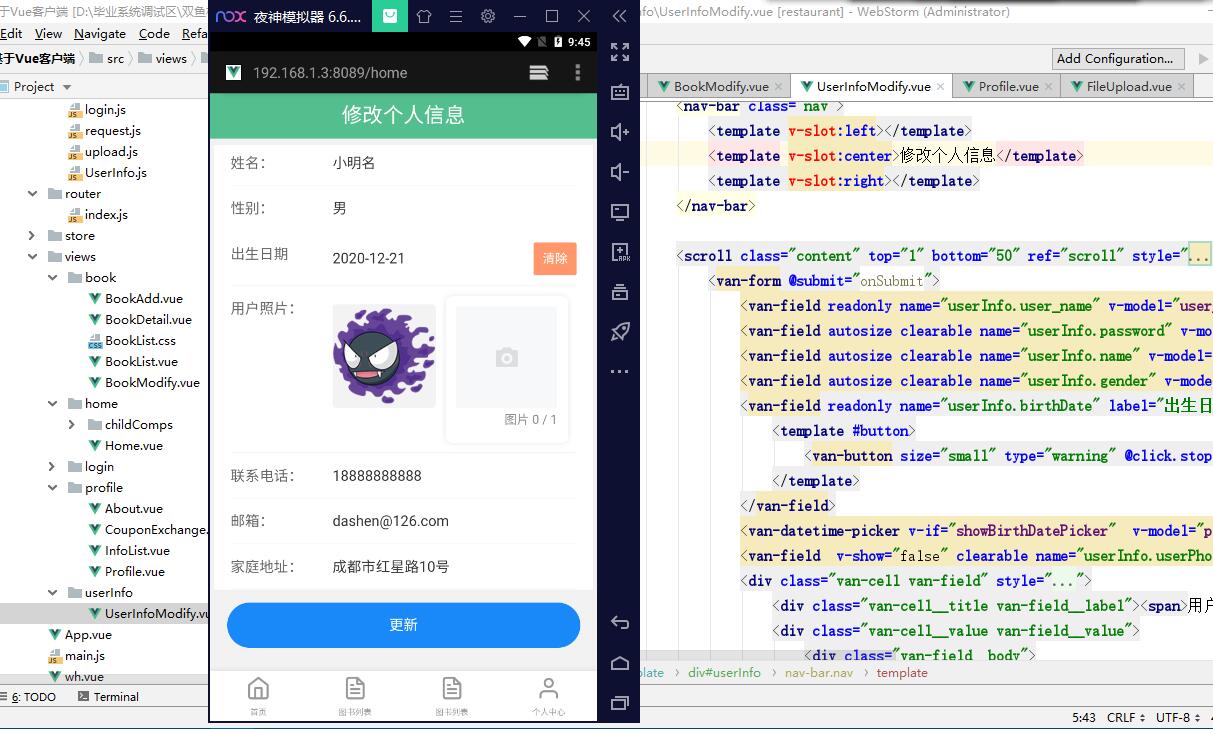 于Vue客户端 [D:\毕业系统调试区\双鱼
nox 夜神模拟器 6.6....
nfo\UserInfoModify.vue [restaurant] - WebStorm (Administrator)
Edit View Navigate Code Refa
基于Vue客户端 src views
Add Configuration...
9:45
192.168.1.3:8089/home
Project
login.js
request.js
upload.js
UserInfo.js
router
index.js
store
views
book
BookAdd.vue
BookDetail.vue
BookList.css
BookList.vue
BookModify.vue
home
childComps
Home.vue
login
profile
About.vue
CouponExchange.
InfoList.vue
Profile.vue
userInfo
UserInfoModify.vu
App.vue
main.js
wh.vue
6: TODO Terminal
修改个人信息
姓名: 小明名
性别: 男
出生日期 2020-12-21 清除
用户照片:
图片 0 / 1
联系电话: 18888888888
邮箱: dashen@126.com
家庭地址: 成都市红星路10号
更新
首页 图书列表 图书列表 个人中心
APK
BookModify.vue UserInfoModify.vue Profile.vue FileUpload.vue
<nav-bar class="nav">
<template v-slot:left></template>
<template v-slot:center>修改个人信息</template>
<template v-slot:right></template>
</nav-bar>
<scroll class="content" top="1" bottom="50" ref="scroll" style="...
<van-form @submit="onSubmit">
<van-field readonly name="userInfo.user_name" v-model="user_
<van-field autosize clearable name="userInfo.password" v-mo
<van-field autosize clearable name="userInfo.name" v-model=
<van-field autosize clearable name="userInfo.gender" v-mode
<van-field readonly name="userInfo.birthDate" label="出生日
<template #button>
<van-button size="small" type="warning" @click.stop
</template>
</van-field>
<van-datetime-picker v-if="showBirthDatePicker" v-model="p
<van-field v-show="false" clearable name="userInfo.userPho
<div class="van-cell van-field" style="...">
<div class="van-cell__title van-field__label"><span>用户
<div class="van-cell__value van-field__value">
<div class="van-field__body">
plate div#userInfo nav-bar.nav template
5:43 CRLF UTF-8